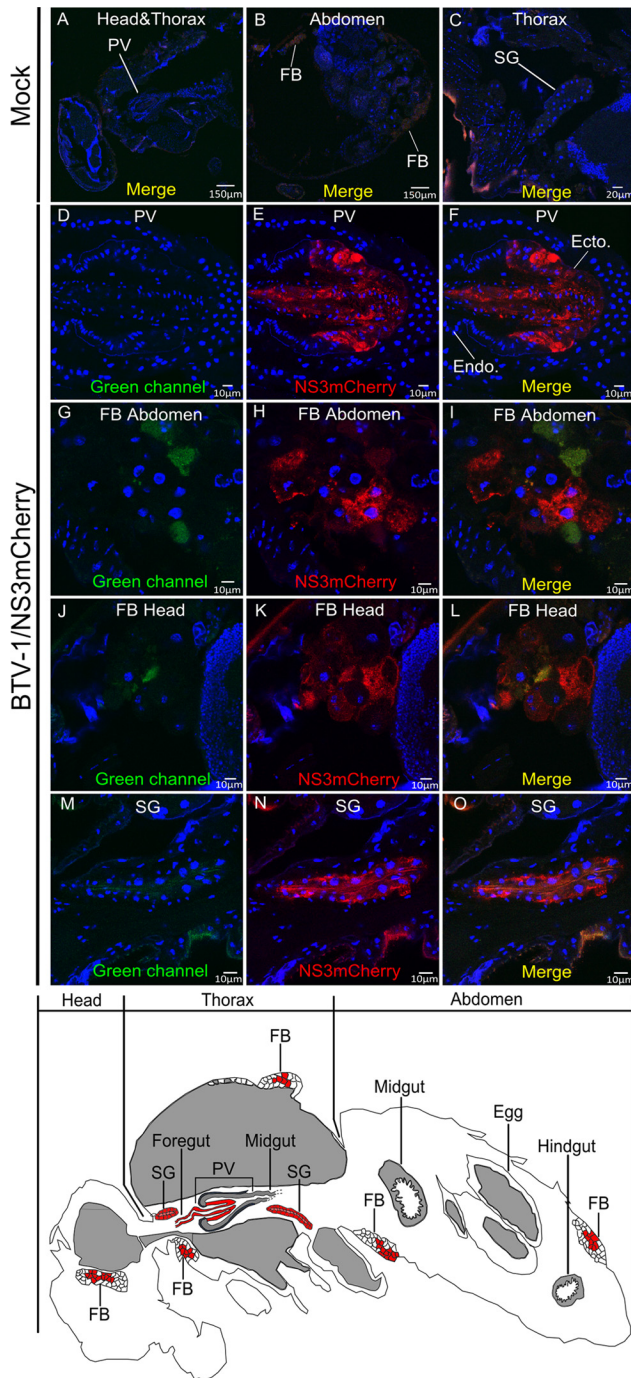 Mock
A Head&Thorax
PV
Merge
150μm
B Abdomen
FB
FB
Merge
150μm
C Thorax
SG
Merge
20μm
BTV-1/NS3mCherry
D PV
Green channel
10μm
E PV
NS3mCherry
10μm
F PV
Ecto.
Endo.
Merge
10μm
G FB Abdomen
Green channel
10μm
H FB Abdomen
NS3mCherry
10μm
I FB Abdomen
Merge
10μm
J FB Head
Green channel
10μm
K FB Head
NS3mCherry
10μm
L FB Head
Merge
10μm
M SG
Green channel
10μm
N SG
NS3mCherry
10μm
O SG
Merge
10μm
Head Thorax Abdomen
FB
Midgut
Egg
Foregut Midgut
Hindgut
SG PV SG
FB
FB
FB
FB